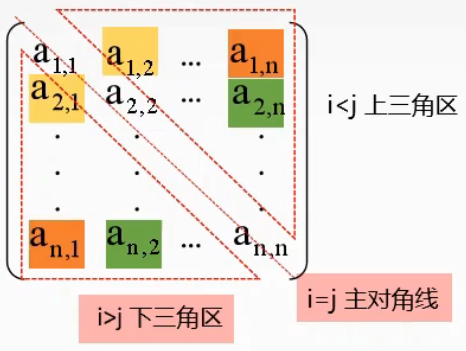 a1,1 a1,2 ... a1,n
a2,1 a2,2 ... a2,n
i<j 上三角区
. . .
. . .
. . .
an,1 an,2 ... an,n
i=j 主对角线
i>j 下三角区